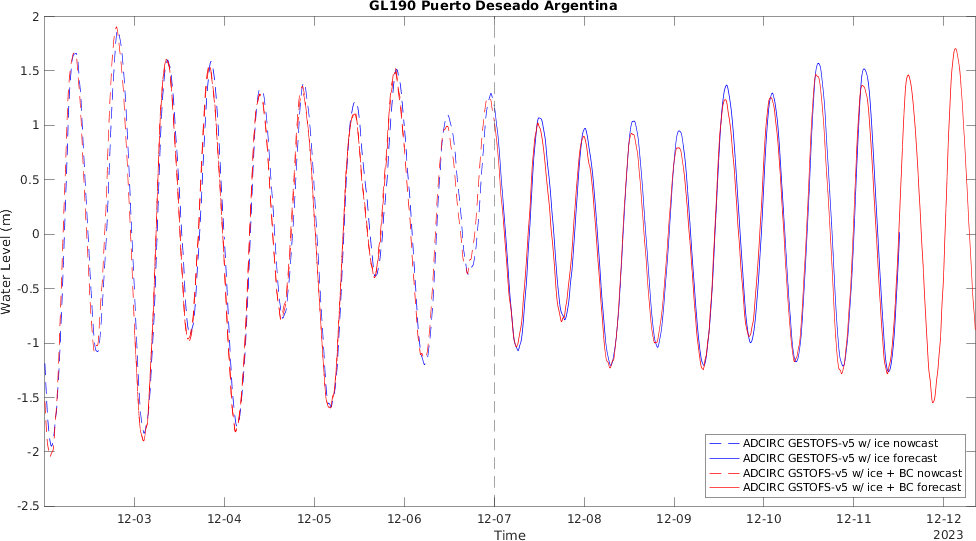 GL190 Puerto Deseado Argentina
2
1.5
1
0.5
0
-0.5
-1
-1.5
-2
-2.5
Water Level (m)
ADCIRC GESTOFS-v5 w/ ice nowcast
ADCIRC GESTOFS-v5 w/ ice forecast
ADCIRC GSTOFS-v5 w/ ice + BC nowcast
ADCIRC GSTOFS-v5 w/ ice + BC forecast
12-03 12-04 12-05 12-06 12-07 12-08 12-09 12-10 12-11 12-12
Time 2023